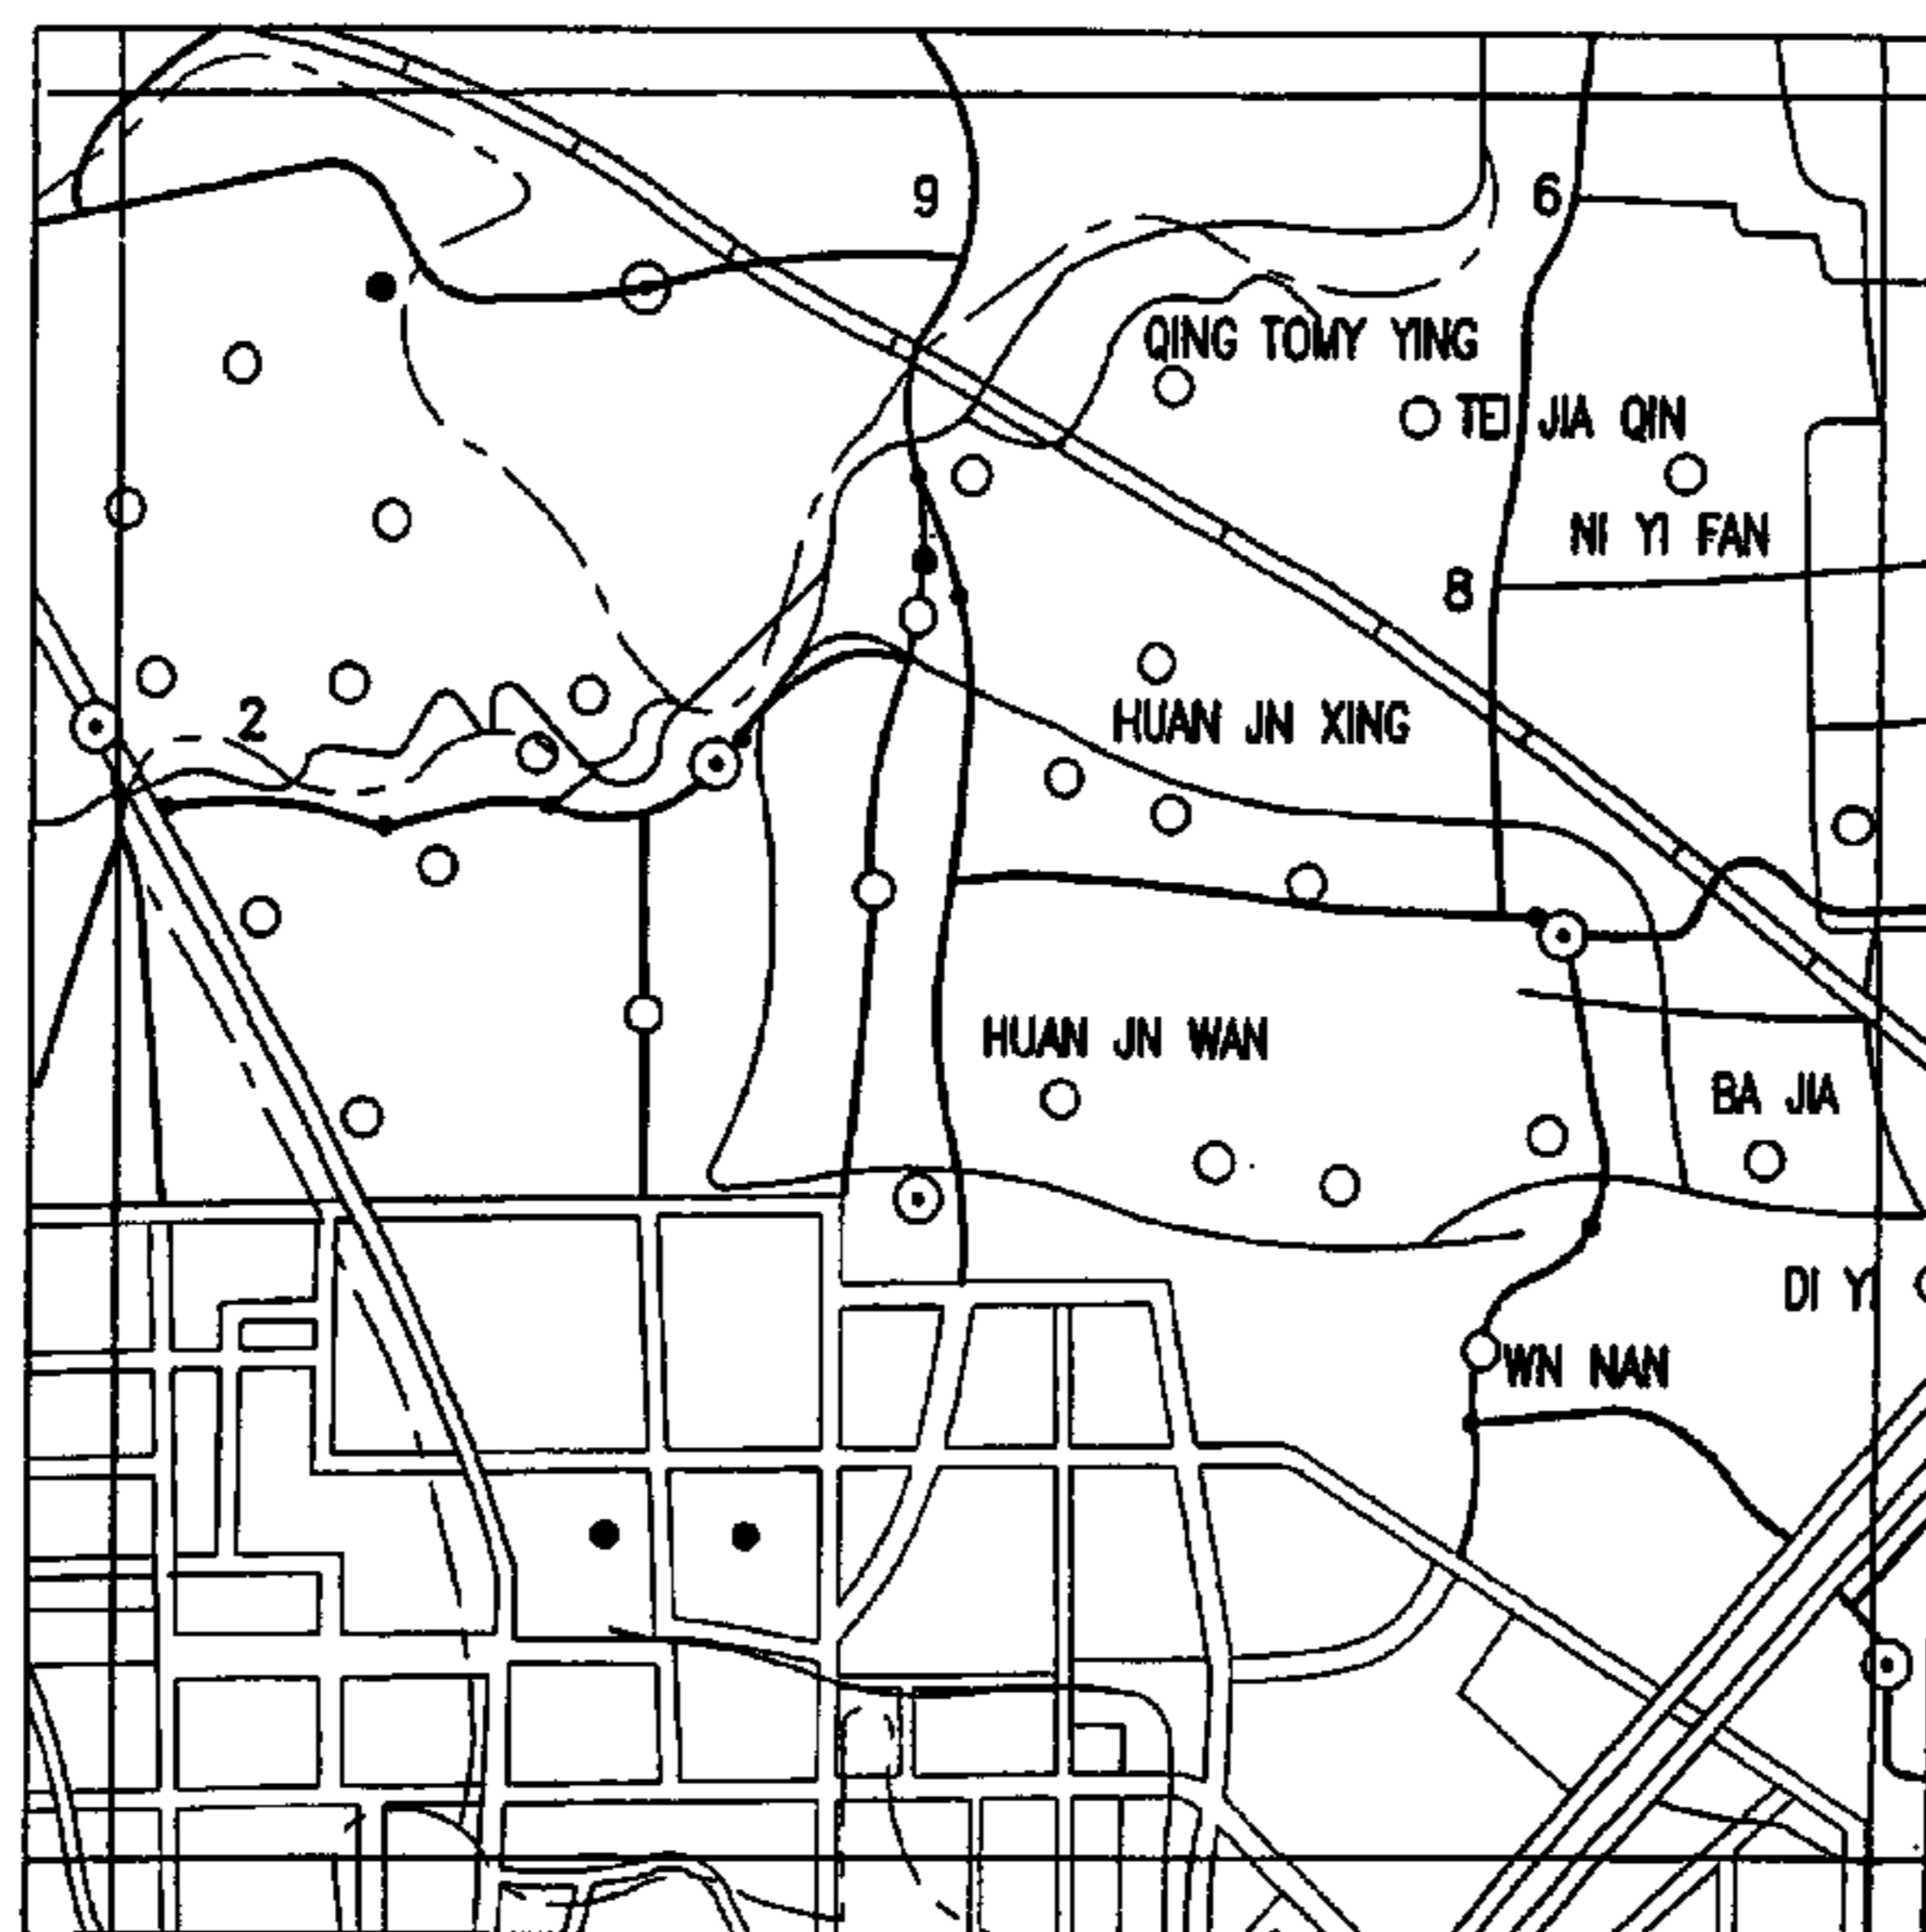 9
6
QING TOMY YING
TEI JIA QIN
NI YI FAN
8
HUAN JN XING
2
HUAN JN WAN
BA JIA
DI YI
WN NAN